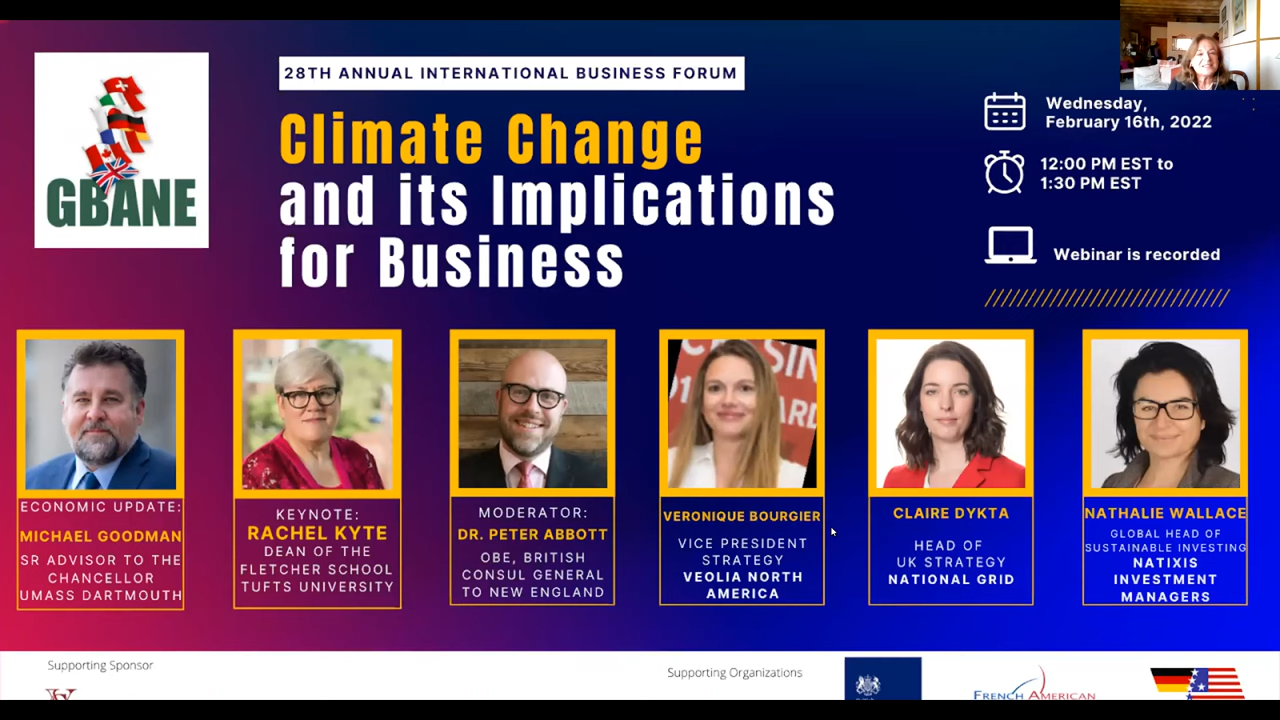 GBANE
28TH ANNUAL INTERNATIONAL BUSINESS FORUM
Climate Change
and its Implications
for Business
Wednesday,
February 16th, 2022
12:00 PM EST to
1:30 PM EST
Webinar is recorded
ECONOMIC UPDATE:
MICHAEL GOODMAN
SR ADVISOR TO THE
CHANCELLOR
UMASS DARTMOUTH
KEYNOTE:
RACHEL KYTE
DEAN OF THE
FLETCHER SCHOOL
TUFTS UNIVERSITY
MODERATOR:
DR. PETER ABBOTT
OBE, BRITISH
CONSUL GENERAL
TO NEW ENGLAND
VERONIQUE BOURGIER
VICE PRESIDENT
STRATEGY
VEOLIA NORTH
AMERICA
CLAIRE DYKTA
HEAD OF
UK STRATEGY
NATIONAL GRID
NATHALIE WALLACE
GLOBAL HEAD OF
SUSTAINABLE INVESTING
NATIXIS
INVESTMENT
MANAGERS
Supporting Sponsor
Supporting Organizations
FRENCH AMERICAN